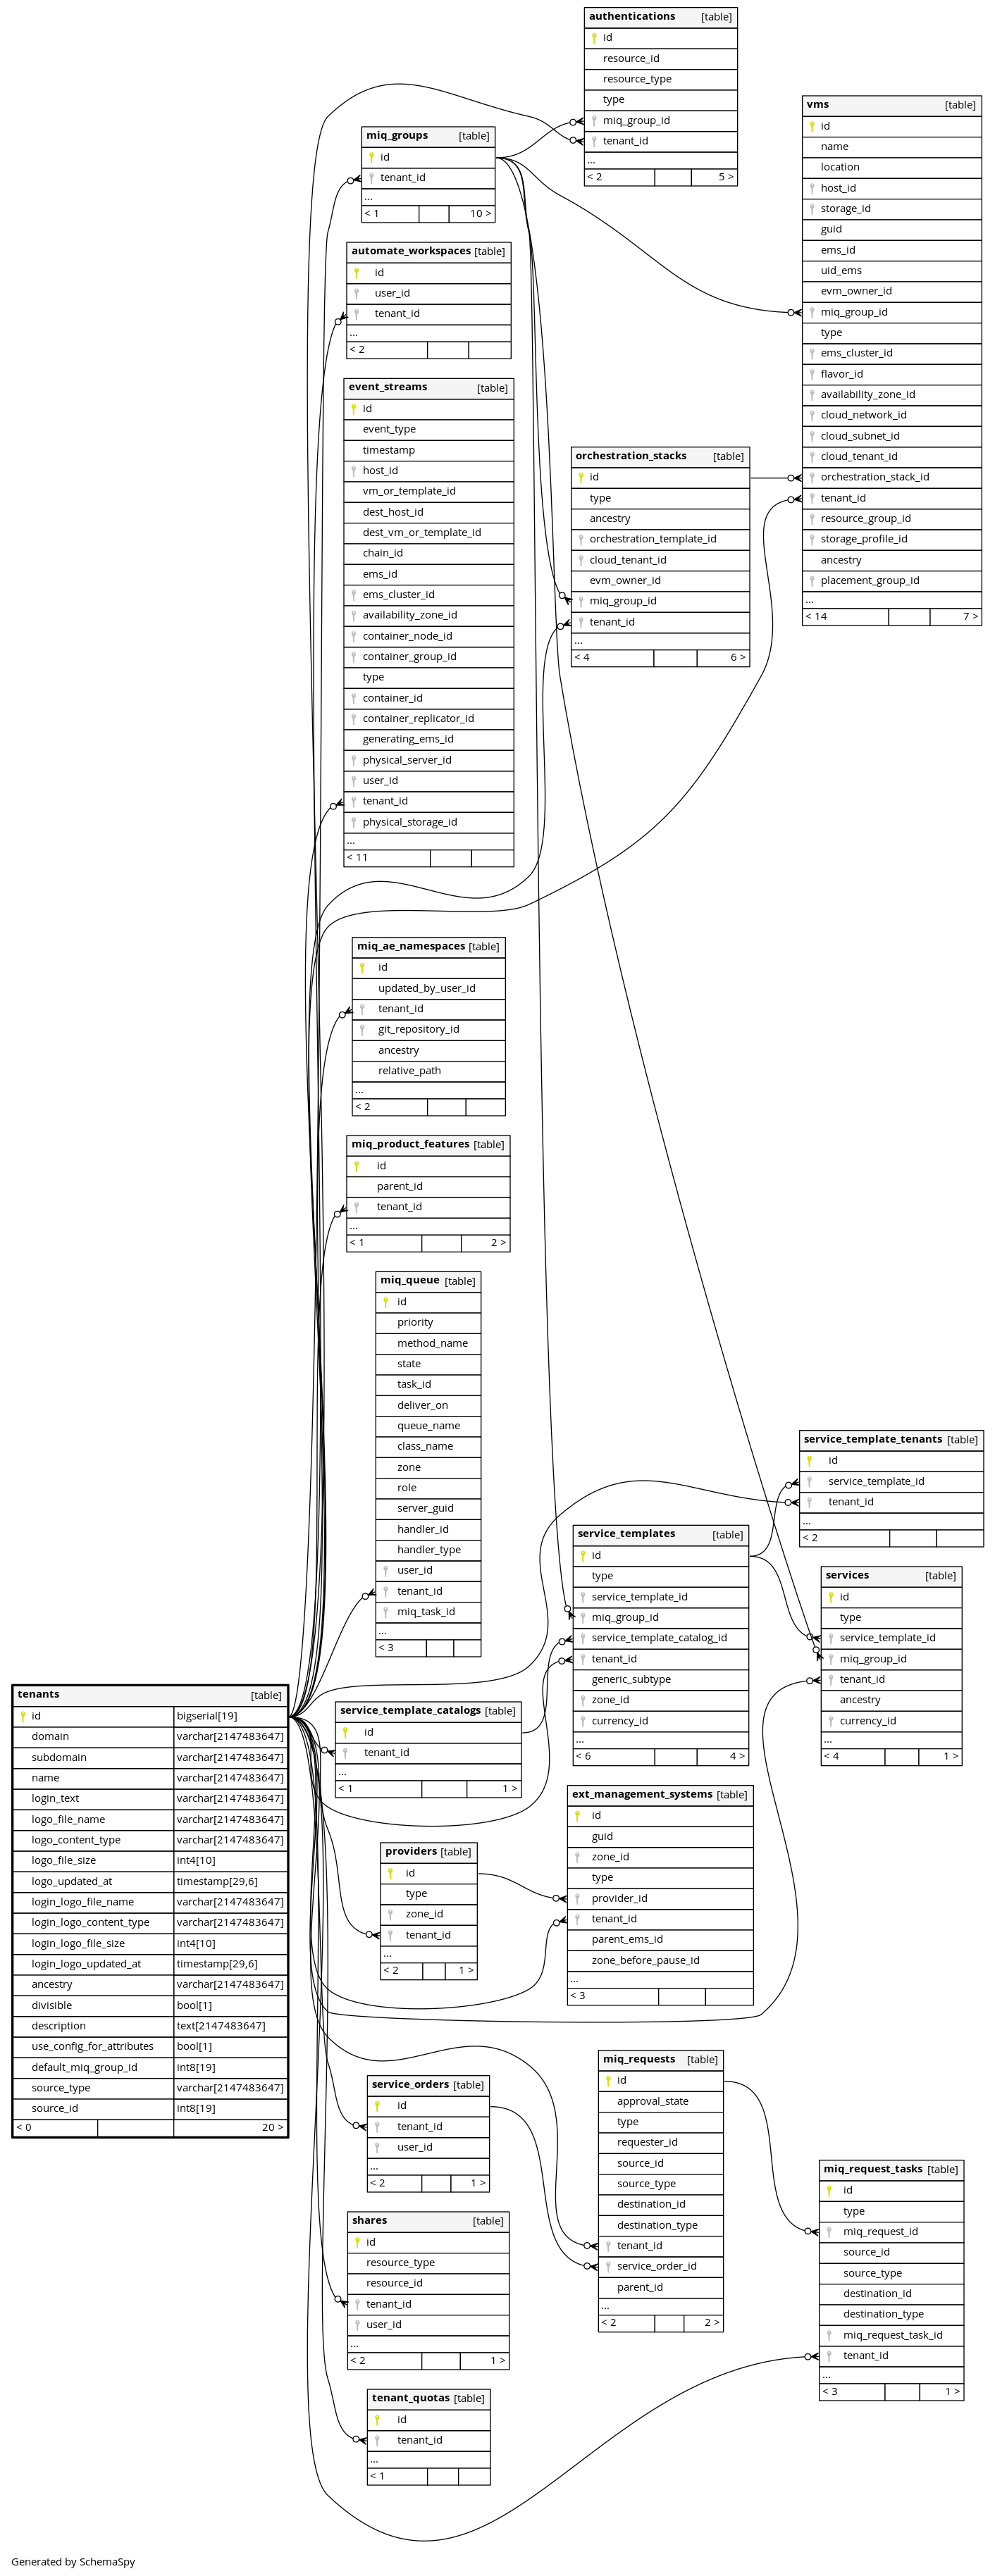 authentications [table]
id
resource_id
resource_type
type
miq_group_id
tenant_id
...
< 2 5 >
vms [table]
id
name
location
host_id
storage_id
guid
ems_id
uid_ems
evm_owner_id
miq_group_id
type
ems_cluster_id
flavor_id
availability_zone_id
cloud_network_id
cloud_subnet_id
cloud_tenant_id
orchestration_stack_id
tenant_id
resource_group_id
storage_profile_id
ancestry
placement_group_id
...
< 14 7 >
miq_groups [table]
id
tenant_id
...
< 1 10 >
automate_workspaces [table]
id
user_id
tenant_id
...
< 2
event_streams [table]
id
event_type
timestamp
host_id
vm_or_template_id
dest_host_id
dest_vm_or_template_id
chain_id
ems_id
ems_cluster_id
availability_zone_id
container_node_id
container_group_id
type
container_id
container_replicator_id
generating_ems_id
physical_server_id
user_id
tenant_id
physical_storage_id
...
< 11
orchestration_stacks [table]
id
type
ancestry
orchestration_template_id
cloud_tenant_id
evm_owner_id
miq_group_id
tenant_id
...
< 4 6 >
miq_ae_namespaces [table]
id
updated_by_user_id
tenant_id
git_repository_id
ancestry
relative_path
...
< 2
miq_product_features [table]
id
parent_id
tenant_id
...
< 1 2 >
miq_queue [table]
id
priority
method_name
state
task_id
deliver_on
queue_name
class_name
zone
role
server_guid
handler_id
handler_type
user_id
tenant_id
miq_task_id
...
< 3
service_template_tenants [table]
id
service_template_id
tenant_id
...
< 2
service_templates [table]
id
type
service_template_id
miq_group_id
service_template_catalog_id
tenant_id
generic_subtype
zone_id
currency_id
...
< 6 4 >
services [table]
id
type
service_template_id
miq_group_id
tenant_id
ancestry
currency_id
...
< 4 1 >
tenants [table]
id bigserial[19]
domain varchar[2147483647]
subdomain varchar[2147483647]
name varchar[2147483647]
login_text varchar[2147483647]
logo_file_name varchar[2147483647]
logo_content_type varchar[2147483647]
logo_file_size int4[10]
logo_updated_at timestamp[29,6]
login_logo_file_name varchar[2147483647]
login_logo_content_type varchar[2147483647]
login_logo_file_size int4[10]
login_logo_updated_at timestamp[29,6]
ancestry varchar[2147483647]
divisible bool[1]
description text[2147483647]
use_config_for_attributes bool[1]
default_miq_group_id int8[19]
source_type varchar[2147483647]
source_id int8[19]
< 0 20 >
service_template_catalogs [table]
id
tenant_id
...
< 1 1 >
ext_management_systems [table]
id
guid
zone_id
type
provider_id
tenant_id
parent_ems_id
zone_before_pause_id
...
< 3
providers [table]
id
type
zone_id
tenant_id
...
< 2 1 >
miq_requests [table]
id
approval_state
type
requester_id
source_id
source_type
destination_id
destination_type
tenant_id
service_order_id
parent_id
...
< 2 2 >
service_orders [table]
id
tenant_id
user_id
...
< 2 1 >
miq_request_tasks [table]
id
type
miq_request_id
source_id
source_type
destination_id
destination_type
miq_request_task_id
tenant_id
...
< 3 1 >
shares [table]
id
resource_type
resource_id
tenant_id
user_id
...
< 2 1 >
tenant_quotas [table]
id
tenant_id
...
< 1
Generated by SchemaSpy